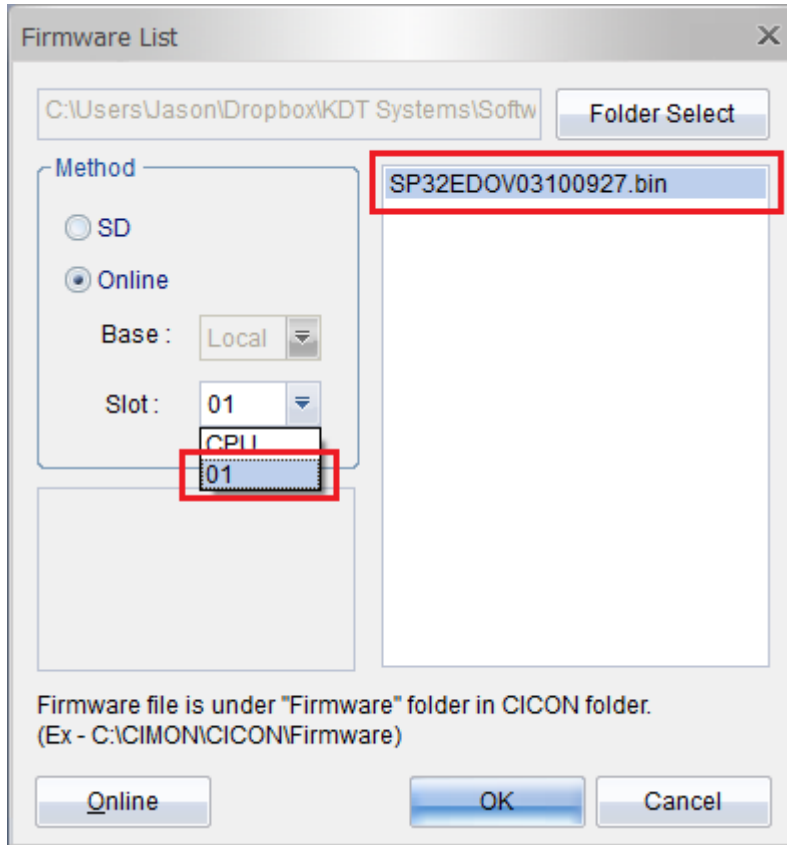 Firmware List
C:\Users\Jason\Dropbox\KDT Systems\Softw
Folder Select
Method
SD
Online
Base :
Local
Slot :
01
CPU
01
SP32EDOV03100927.bin
Firmware file is under "Firmware" folder in CICON folder.
(Ex - C:\CIMON\CICON\Firmware)
Online
OK
Cancel